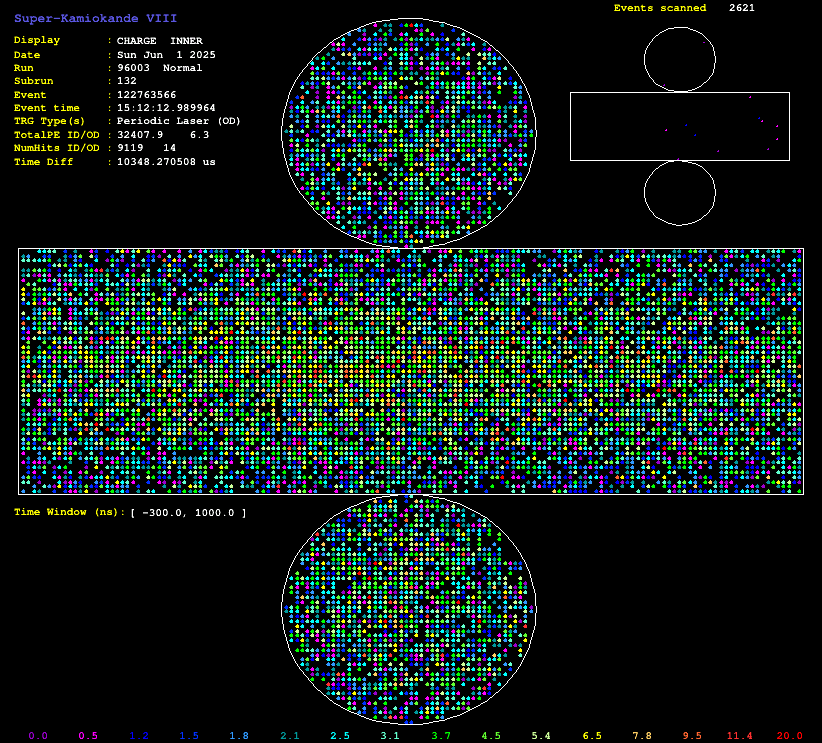 Super-Kamiokande VIII
Events scanned 2621
Display : CHARGE INNER
Date : Sun Jun 1 2025
Run : 96003 Normal
Subrun : 132
Event : 122763566
Event time : 15:12:12.989964
TRG Type(s) : Periodic Laser (OD)
TotalPE ID/OD : 32407.9 6.3
NumHits ID/OD : 9119 14
Time Diff : 10348.270508 us
Time Window (ns): [ -300.0, 1000.0 ]
0.0 0.5 1.2 1.5 1.8 2.1 2.5 3.1 3.7 4.5 5.4 6.5 7.8 9.5 11.4 20.0